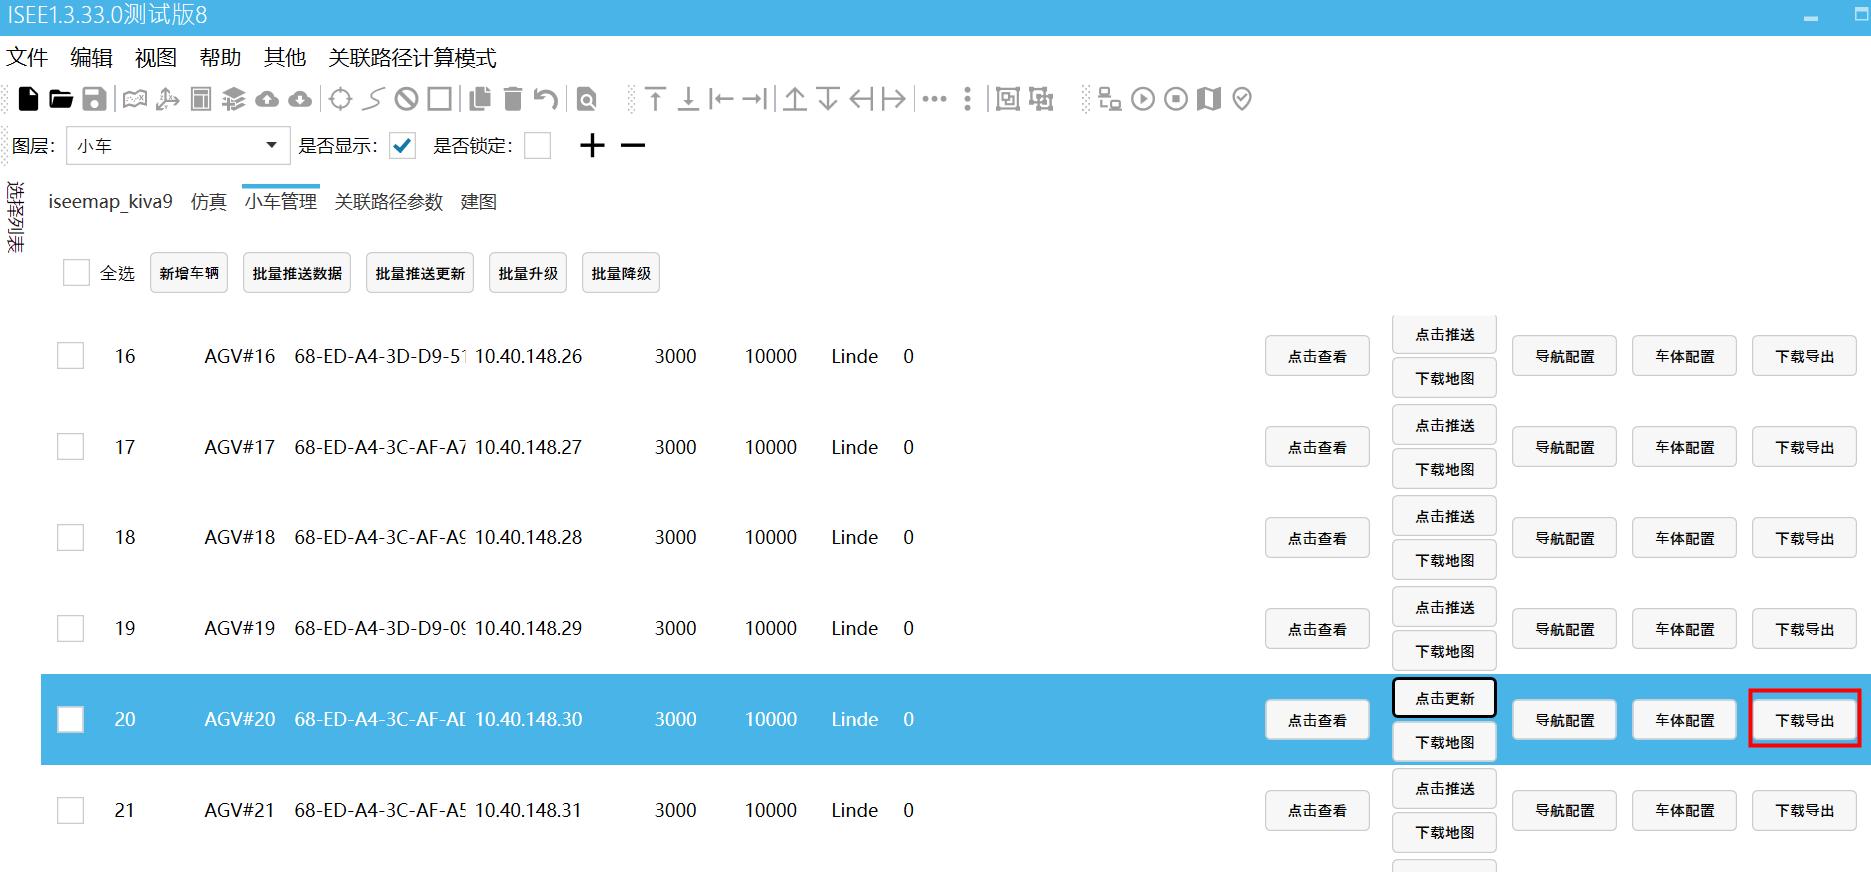 ISEE1.3.33.0测试版8
文件 编辑 视图 帮助 其他 关联路径计算模式
图层: 小车 是否显示: 是否锁定:
选择列表
iseemap_kiva9 仿真 小车管理 关联路径参数 建图
全选 新增车辆 批量推送数据 批量推送更新 批量升级 批量降级
点击推送
16 AGV#16 68-ED-A4-3D-D9-51 10.40.148.26 3000 10000 Linde 0 点击查看 导航配置 车体配置 下载导出
下载地图
点击推送
17 AGV#17 68-ED-A4-3C-AF-A7 10.40.148.27 3000 10000 Linde 0 点击查看 导航配置 车体配置 下载导出
下载地图
点击推送
18 AGV#18 68-ED-A4-3C-AF-A9 10.40.148.28 3000 10000 Linde 0 点击查看 导航配置 车体配置 下载导出
下载地图
点击推送
19 AGV#19 68-ED-A4-3D-D9-09 10.40.148.29 3000 10000 Linde 0 点击查看 导航配置 车体配置 下载导出
下载地图
点击更新
20 AGV#20 68-ED-A4-3C-AF-AD 10.40.148.30 3000 10000 Linde 0 点击查看 导航配置 车体配置 下载导出
下载地图
点击推送
21 AGV#21 68-ED-A4-3C-AF-A5 10.40.148.31 3000 10000 Linde 0 点击查看 导航配置 车体配置 下载导出
下载地图